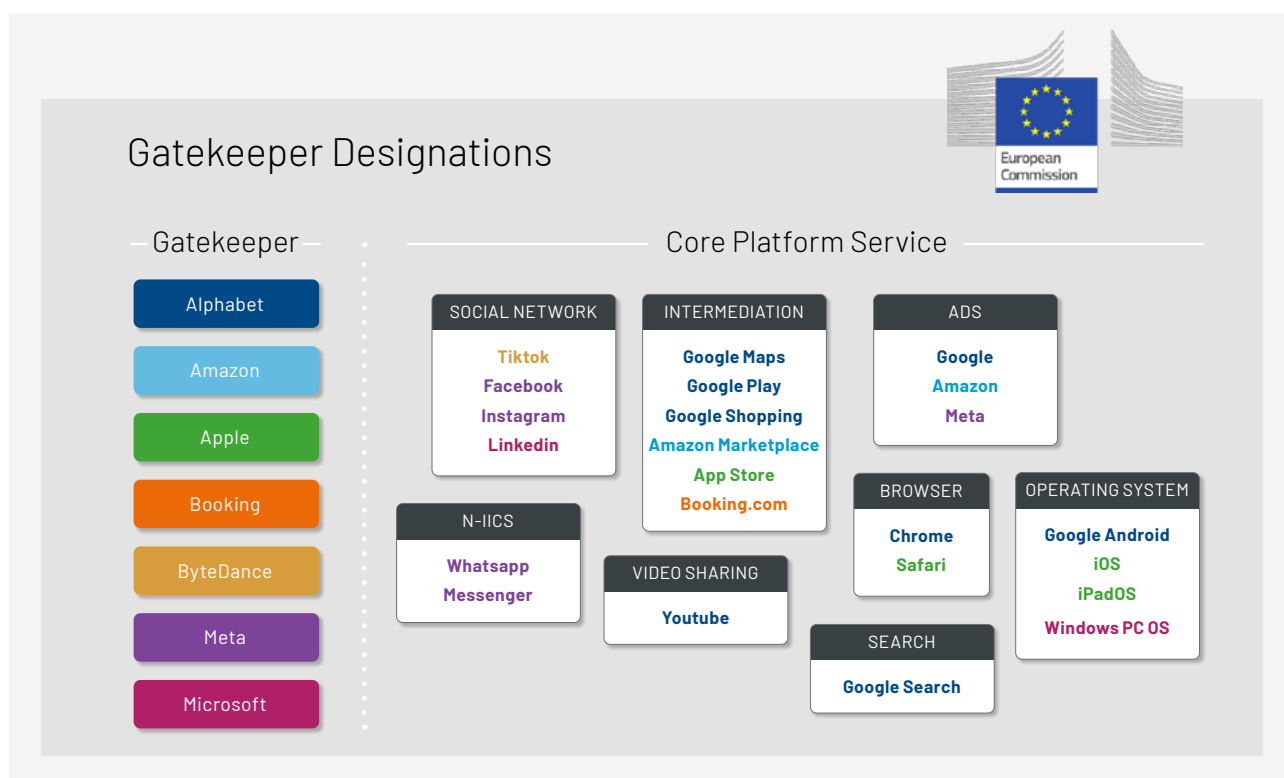 European
Commission
Gatekeeper Designations
Gatekeeper
Alphabet
Amazon
Apple
Booking
ByteDance
Meta
Microsoft
Core Platform Service
SOCIAL NETWORK
Tiktok
Facebook
Instagram
Linkedin
INTERMEDIATION
Google Maps
Google Play
Google Shopping
Amazon Marketplace
App Store
Booking.com
ADS
Google
Amazon
Meta
N-IICS
Whatsapp
Messenger
VIDEO SHARING
Youtube
BROWSER
Chrome
Safari
OPERATING SYSTEM
Google Android
iOS
iPadOS
Windows PC OS
SEARCH
Google Search